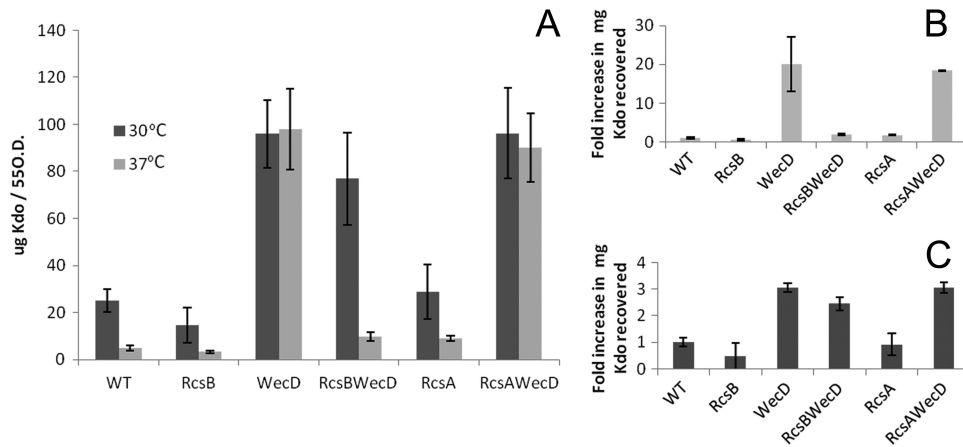 A
140
120
100
80
60
40
20
0
ug Kdo / 55O.D.
30°C
37°C
WT
RcsB
WecD
RcsBWecD
RcsA
RcsAWecD
B
Fold increase in mg
Kdo recovered
30
20
10
0
WT
RcsB
WecD
RcsBWecD
RcsA
RcsAWecD
C
Fold increase in mg
Kdo recovered
4
3
2
1
0
WT
RcsB
WecD
RcsBWecD
RcsA
RcsAWecD